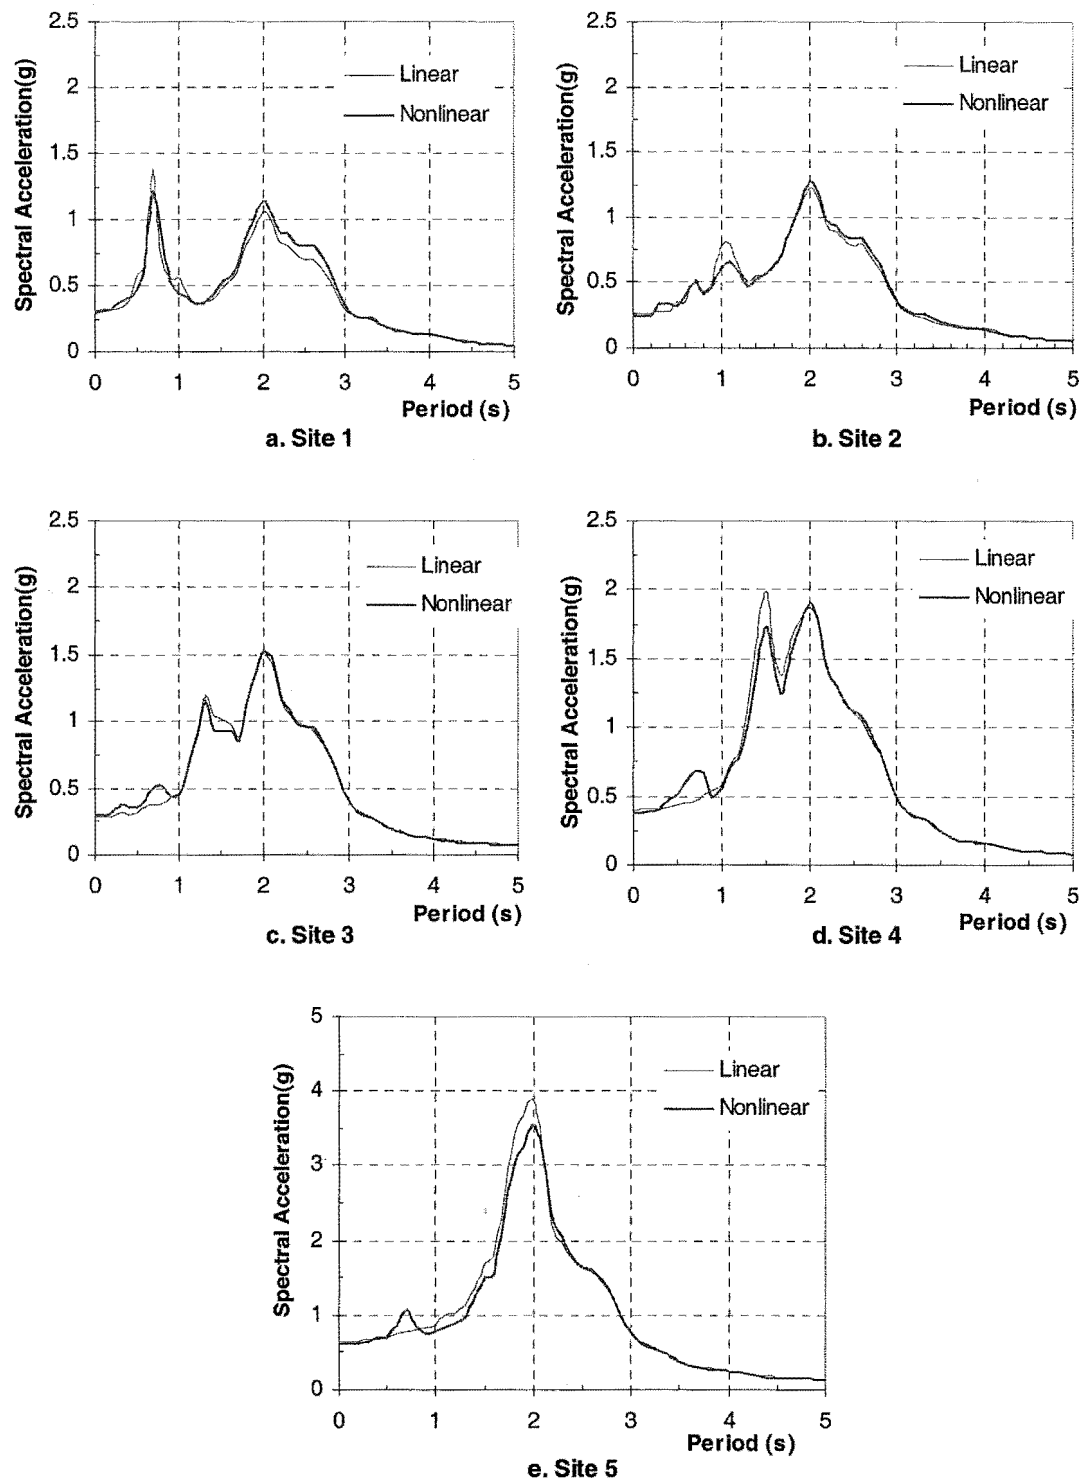 Spectral Acceleration(g)
2.5
2
1.5
1
0.5
0
Linear
Nonlinear
0 1 2 3 4 5
Period (s)
a. Site 1
Spectral Acceleration(g)
2.5
2
1.5
1
0.5
0
Linear
Nonlinear
0 1 2 3 4 5
Period (s)
b. Site 2
Spectral Acceleration(g)
2.5
2
1.5
1
0.5
0
Linear
Nonlinear
0 1 2 3 4 5
Period (s)
c. Site 3
Spectral Acceleration(g)
2.5
2
1.5
1
0.5
0
Linear
Nonlinear
0 1 2 3 4 5
Period (s)
d. Site 4
Spectral Acceleration(g)
5
4
3
2
1
0
Linear
Nonlinear
0 1 2 3 4 5
Period (s)
e. Site 5